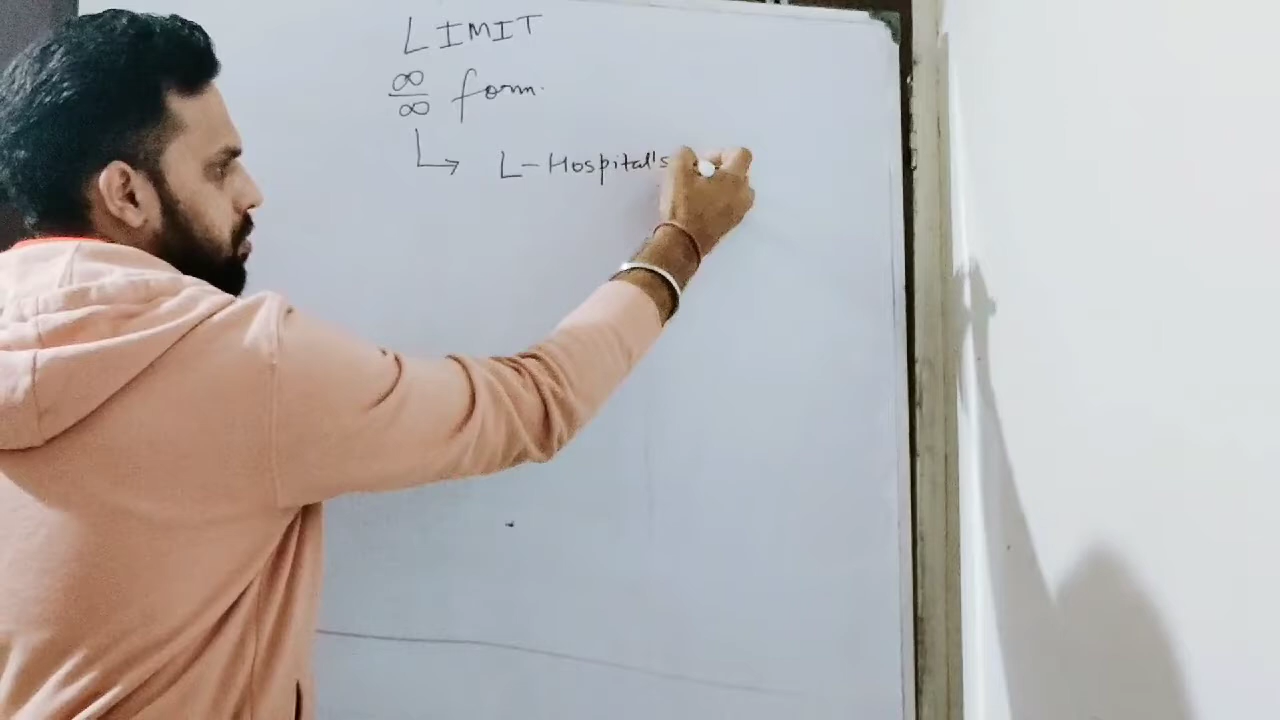 LIMIT
∞/∞ form.
↳ L-Hospital's